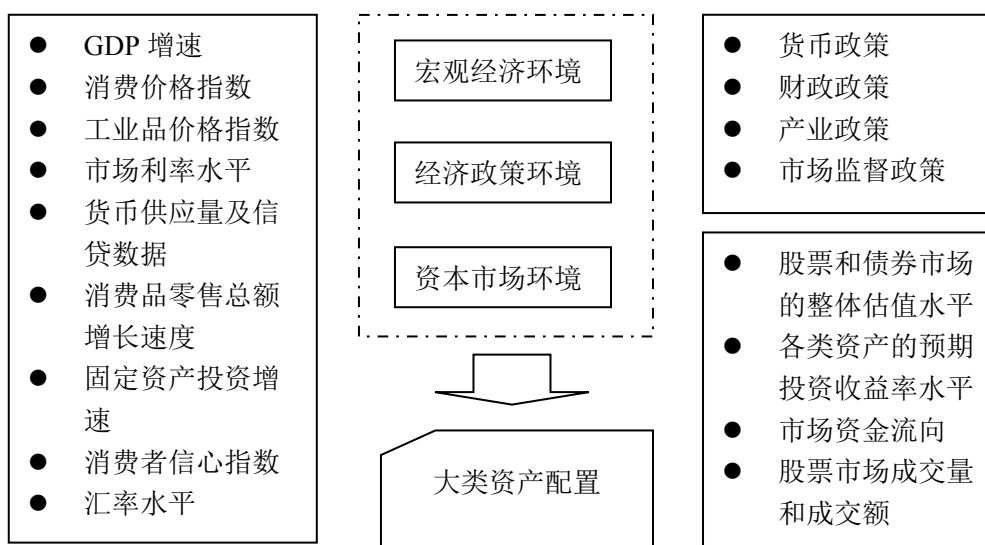 ● GDP 增速
● 消费价格指数
● 工业品价格指数
● 市场利率水平
● 货币供应量及信
贷数据
● 消费品零售总额
增长速度
● 固定资产投资增
速
● 消费者信心指数
● 汇率水平
宏观经济环境
经济政策环境
资本市场环境
大类资产配置
● 货币政策
● 财政政策
● 产业政策
● 市场监督政策
● 股票和债券市场
的整体估值水平
● 各类资产的预期
投资收益率水平
● 市场资金流向
● 股票市场成交量
和成交额